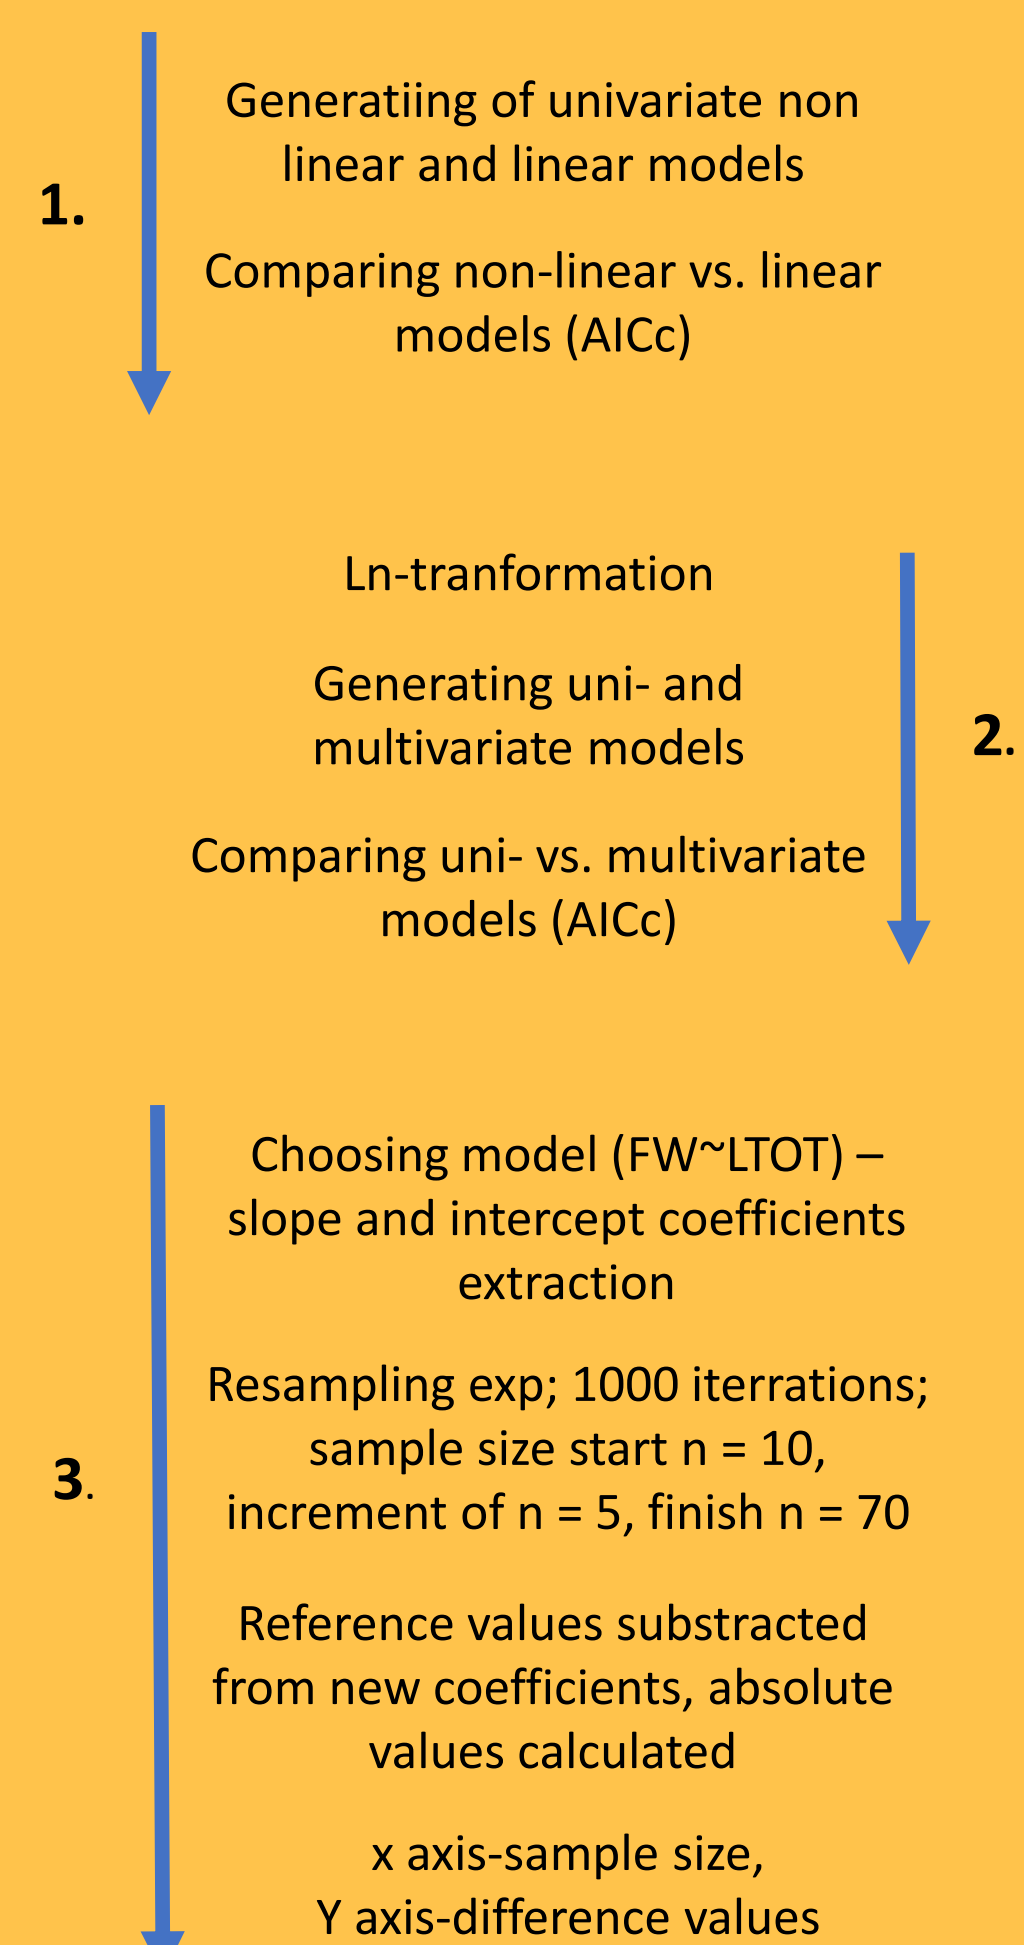 Generatiing of univariate non
linear and linear models
1.
Comparing non-linear vs. linear
models (AICc)
Ln-tranformation
Generating uni- and
multivariate models
2.
Comparing uni- vs. multivariate
models (AICc)
Choosing model (FW~LTOT) –
slope and intercept coefficients
extraction
Resampling exp; 1000 iterrations;
sample size start n = 10,
3.
increment of n = 5, finish n = 70
Reference values substracted
from new coefficients, absolute
values calculated
x axis-sample size,
Y axis-difference values